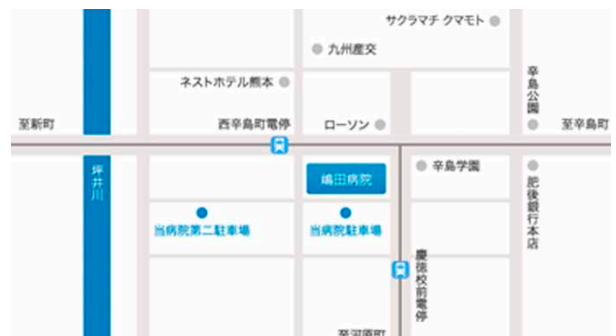 サクラマチ クマモト
九州産交
ネストホテル熊本
辛島公園
至新町
西辛島町電停
ローソン
至辛島町
坪井川
嶋田病院
辛島学園
肥後銀行本店
当病院第二駐車場
当病院駐車場
慶徳校前電停
至河原町